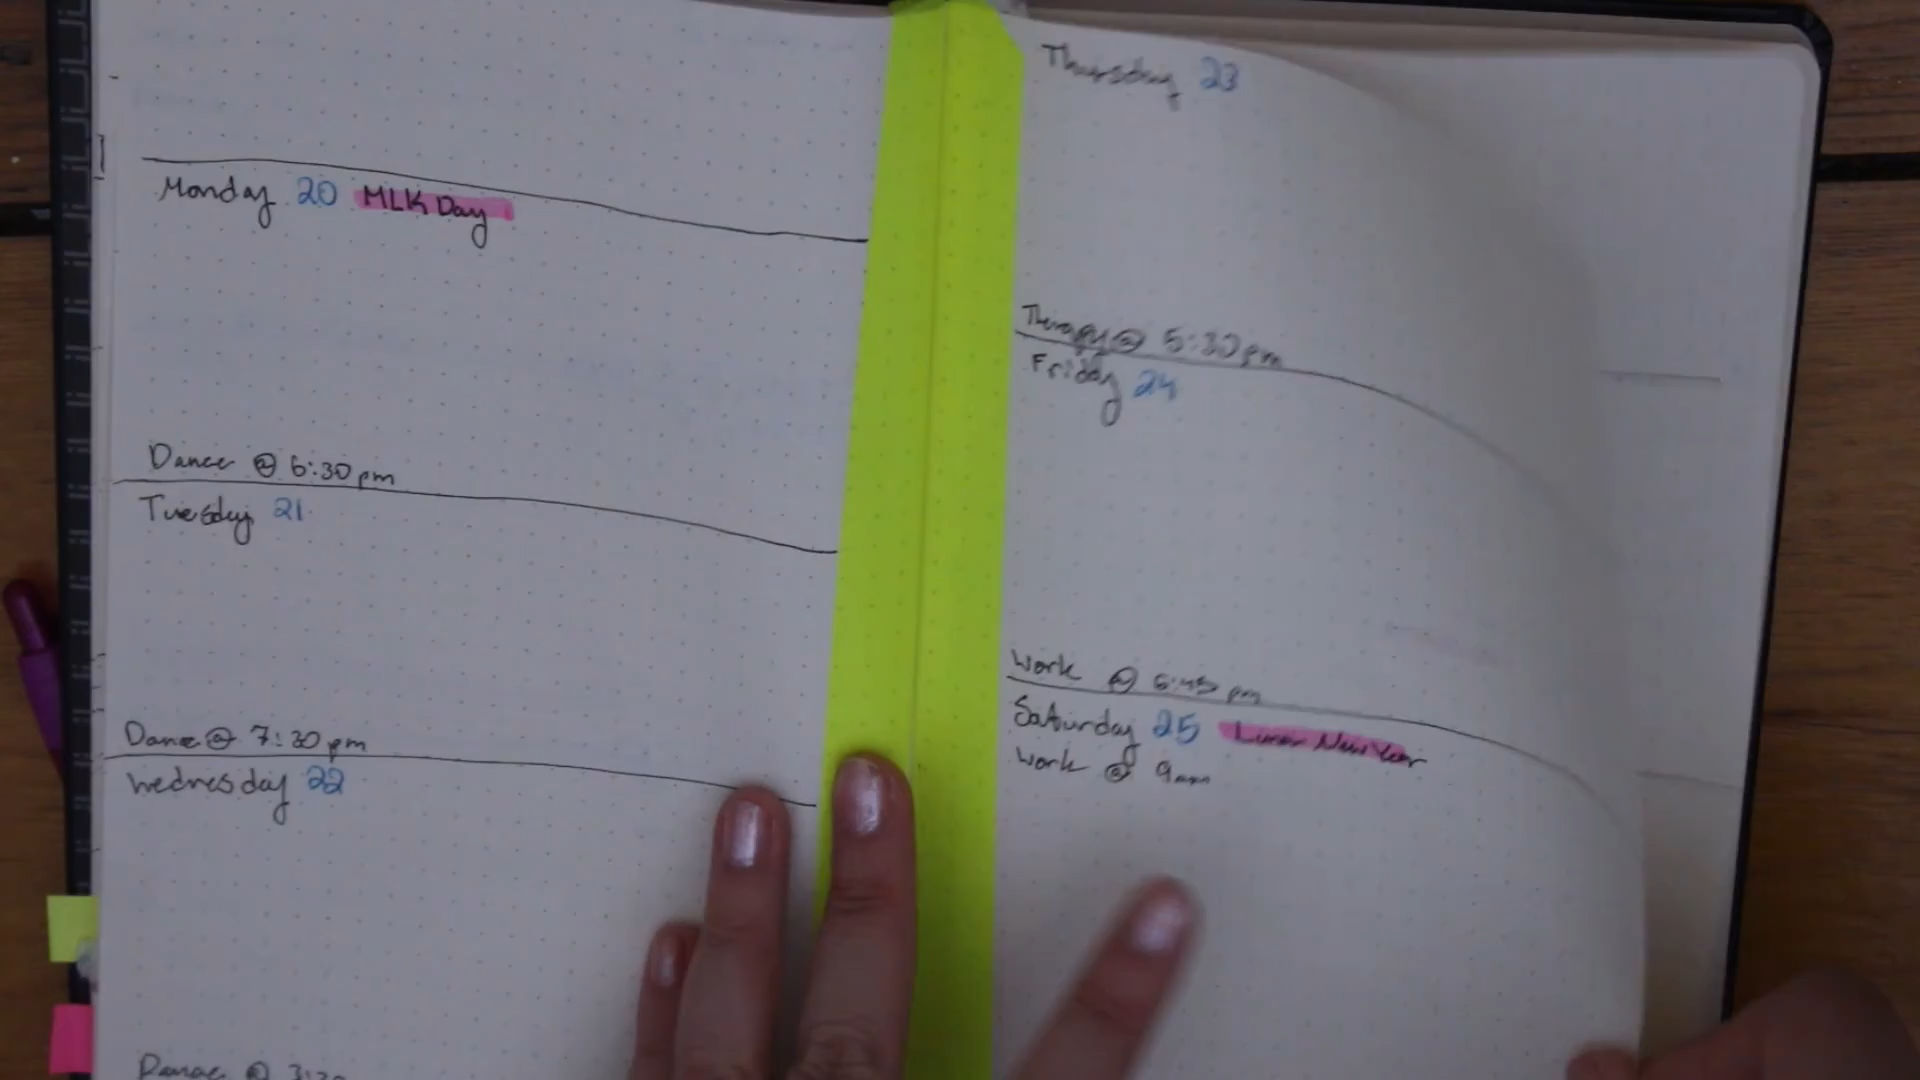 Monday 20 MLK Day
Dance @ 6:30 pm
Tuesday 21
Dance @ 7:30 pm
Wednesday 22
Dance @
Thursday 23
Therapy @ 5:30 pm
Friday 24
Work @ 6:45 pm
Saturday 25 Lunar New Year
Work @ 9am